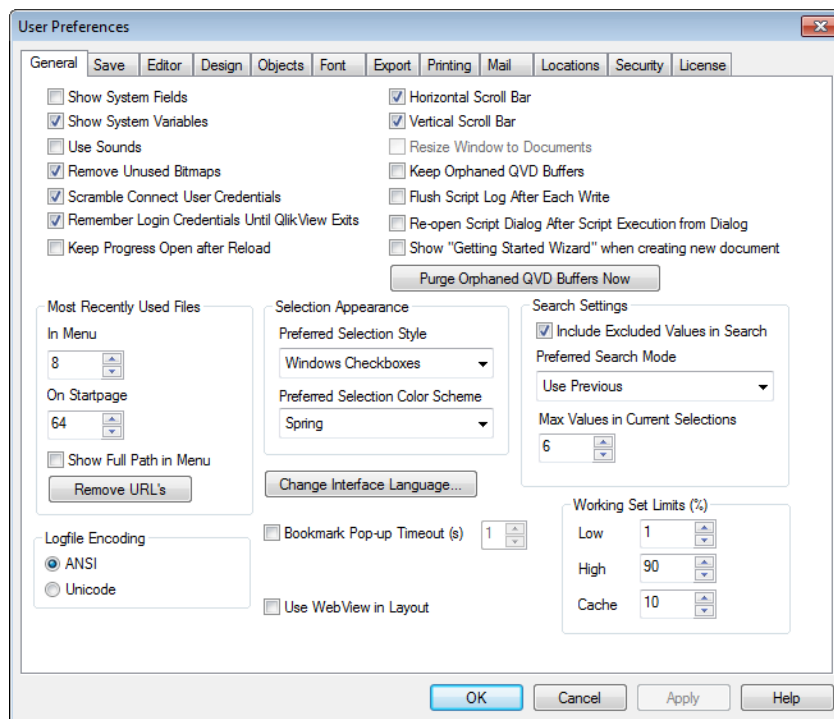 User Preferences
General Save Editor Design Objects Font Export Printing Mail Locations Security License
Show System Fields
Show System Variables
Use Sounds
Remove Unused Bitmaps
Scramble Connect User Credentials
Remember Login Credentials Until QlikView Exits
Keep Progress Open after Reload
Horizontal Scroll Bar
Vertical Scroll Bar
Resize Window to Documents
Keep Orphaned QVD Buffers
Flush Script Log After Each Write
Re-open Script Dialog After Script Execution from Dialog
Show "Getting Started Wizard" when creating new document
Purge Orphaned QVD Buffers Now
Most Recently Used Files
In Menu
8
On Startpage
64
Show Full Path in Menu
Remove URL's
Selection Appearance
Preferred Selection Style
Windows Checkboxes
Preferred Selection Color Scheme
Spring
Search Settings
Include Excluded Values in Search
Preferred Search Mode
Use Previous
Max Values in Current Selections
6
Change Interface Language...
Logfile Encoding
ANSI
Unicode
Bookmark Pop-up Timeout (s) 1
Use WebView in Layout
Working Set Limits (%)
Low 1
High 90
Cache 10
OK Cancel Apply Help